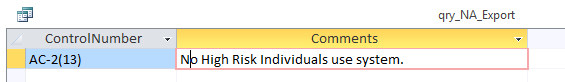 qry_NA_Export
ControlNumber Comments
AC-2(13) No High Risk Individuals use system.